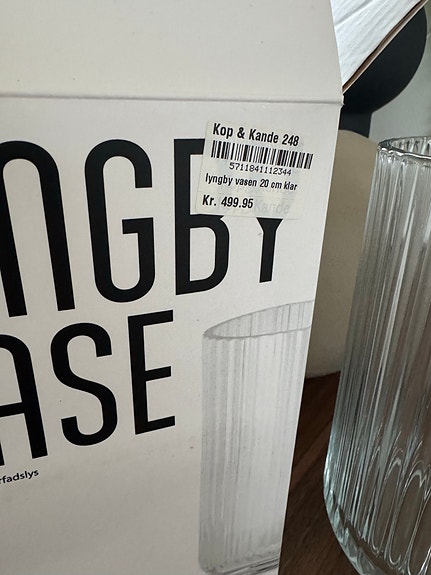 Kop & Kande 248
5711841112344
lyngby vasen 20 cm klar
Kr. 499.95
NGBY
ASE
rfadslys